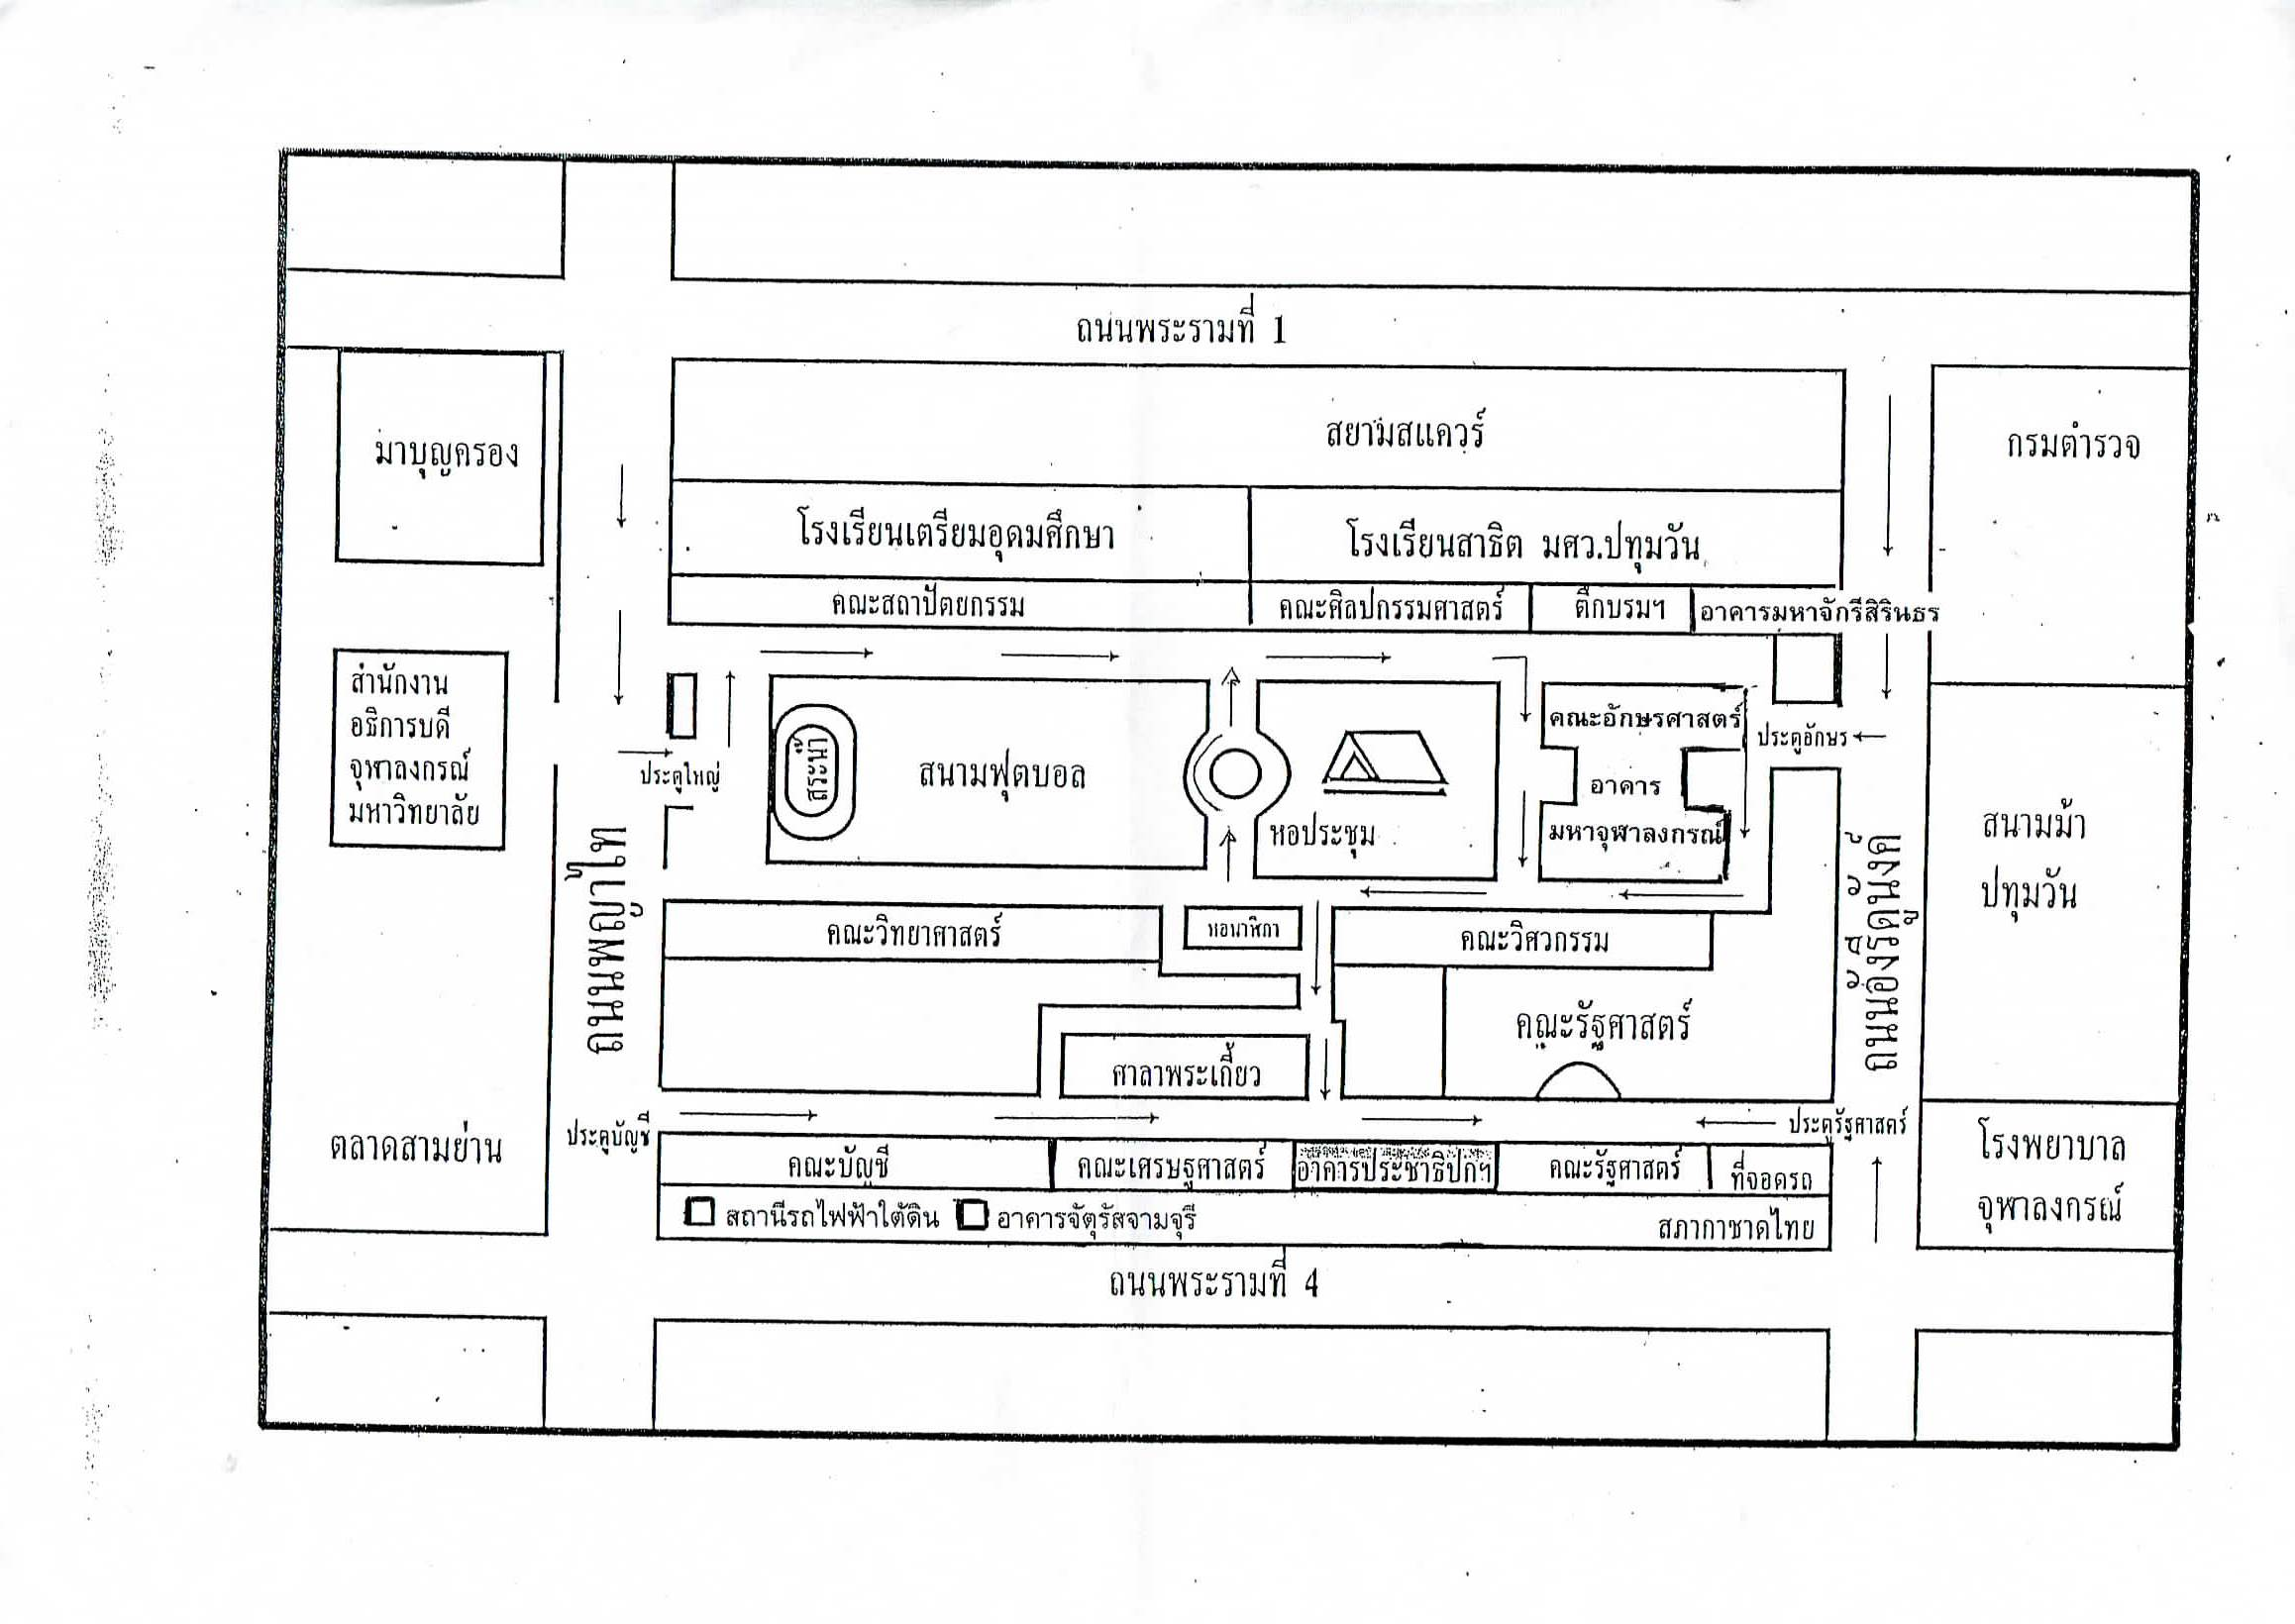 ถนนพระรามที่ 1
สยามสแควร์
มาบุญครอง
กรมตำรวจ
โรงเรียนเตรียมอุดมศึกษา
โรงเรียนสาธิต มศว.ปทุมวัน
คณะสถาปัตยกรรม
คณะศิลปกรรมศาสตร์
ตึกบรมฯ
อาคารมหาจักรีสิรินธร
สำนักงาน
อธิการบดี
จุฬาลงกรณ์
มหาวิทยาลัย
ประตูใหญ่
สระน้ำ
สนามฟุตบอล
หอประชุม
คณะอักษรศาสตร์
อาคาร
มหาจุฬาลงกรณ์
ประตูอักษร
สนามม้า
ปทุมวัน
ถนนพญาไท
ถนนอังรีดูนังต์
คณะวิทยาศาสตร์
หอนาฬิกา
คณะวิศวกรรม
คณะรัฐศาสตร์
ศาลาพระเกี้ยว
ตลาดสามย่าน
ประตูบัญชี
ประตูรัฐศาสตร์
คณะบัญชี
คณะเศรษฐศาสตร์
อาคารประชาธิปกฯ
คณะรัฐศาสตร์
ที่จอดรถ
โรงพยาบาล
จุฬาลงกรณ์
สถานีรถไฟฟ้าใต้ดิน
อาคารจัตุรัสจามจุรี
สภากาชาดไทย
ถนนพระรามที่ 4